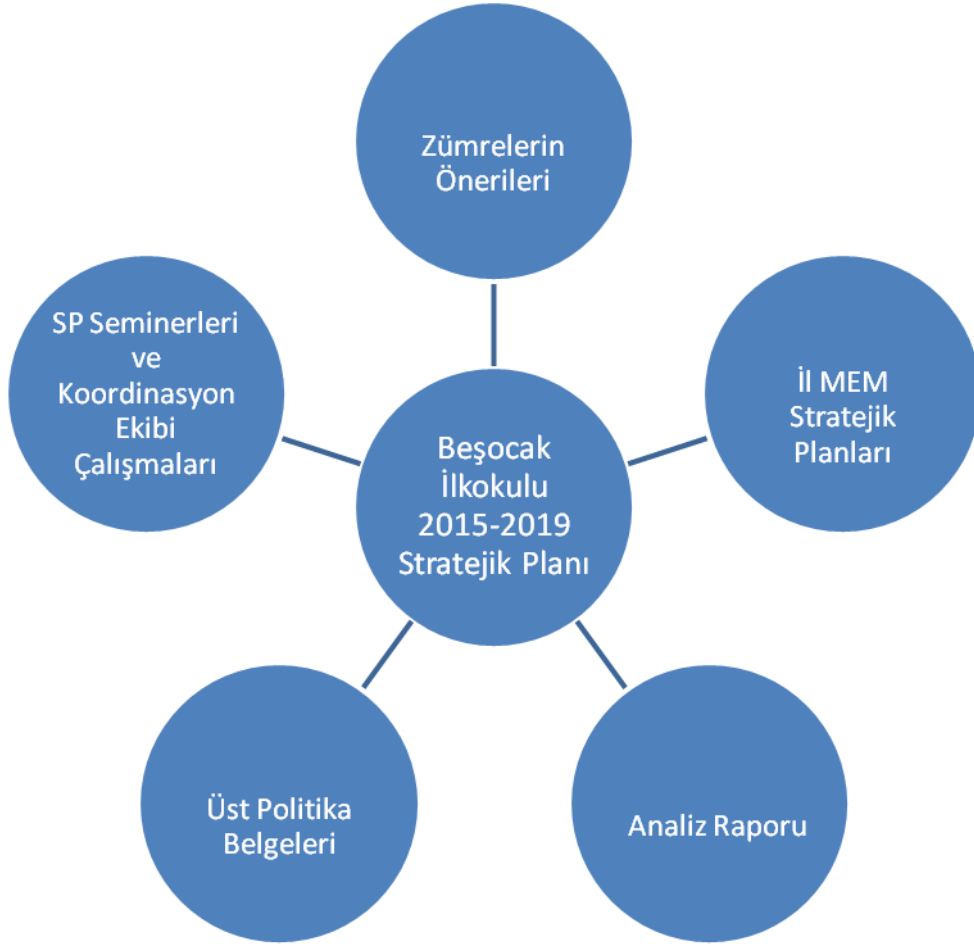 Zümrelerin
Önerileri
SP Seminerleri
ve
Koordinasyon
Ekibi
Çalışmaları
İl MEM
Stratejik
Planları
Beşocak
İlkokulu
2015-2019
Stratejik Planı
Üst Politika
Belgeleri
Analiz Raporu